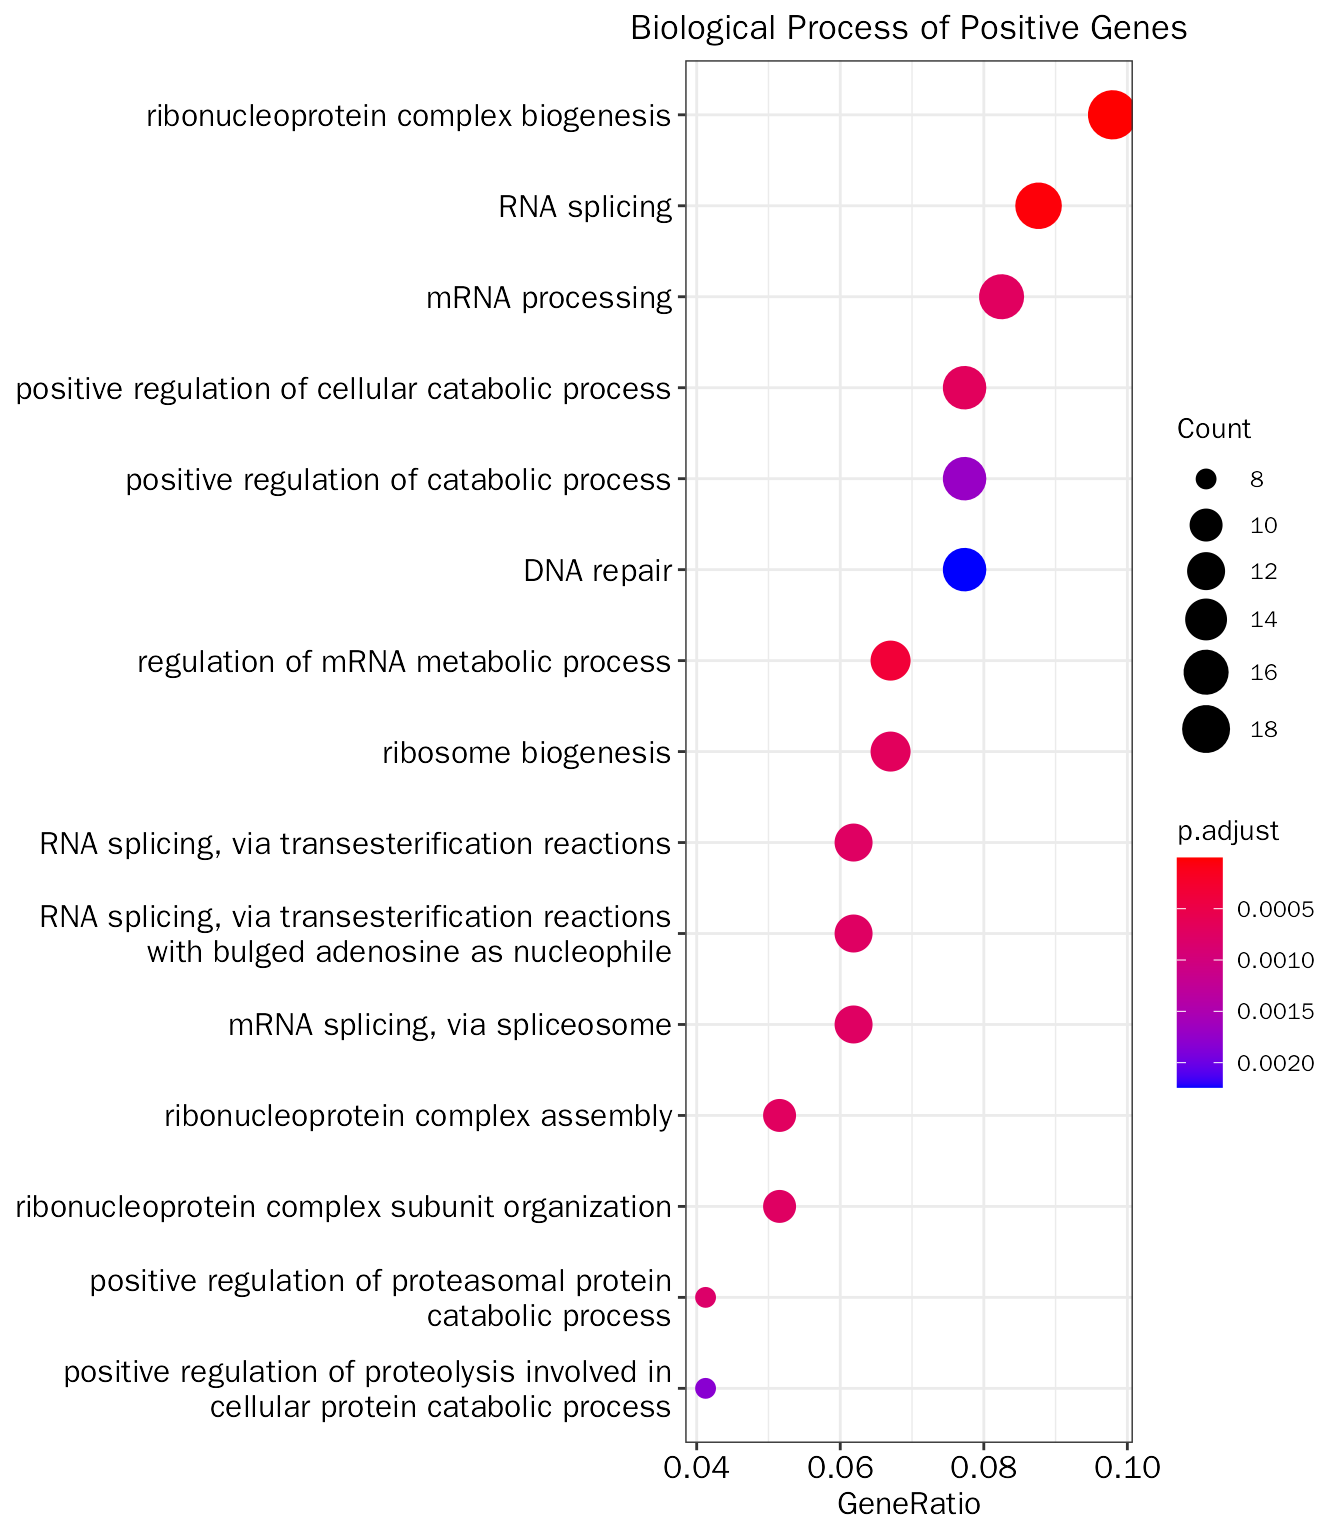 Biological Process of Positive Genes
ribonucleoprotein complex biogenesis
RNA splicing
mRNA processing
positive regulation of cellular catabolic process
positive regulation of catabolic process
DNA repair
regulation of mRNA metabolic process
ribosome biogenesis
RNA splicing, via transesterification reactions
RNA splicing, via transesterification reactions
with bulged adenosine as nucleophile
mRNA splicing, via spliceosome
ribonucleoprotein complex assembly
ribonucleoprotein complex subunit organization
positive regulation of proteasomal protein
catabolic process
positive regulation of proteolysis involved in
cellular protein catabolic process
0.04 0.06 0.08 0.10
GeneRatio
Count
8
10
12
14
16
18
p.adjust
0.0005
0.0010
0.0015
0.0020